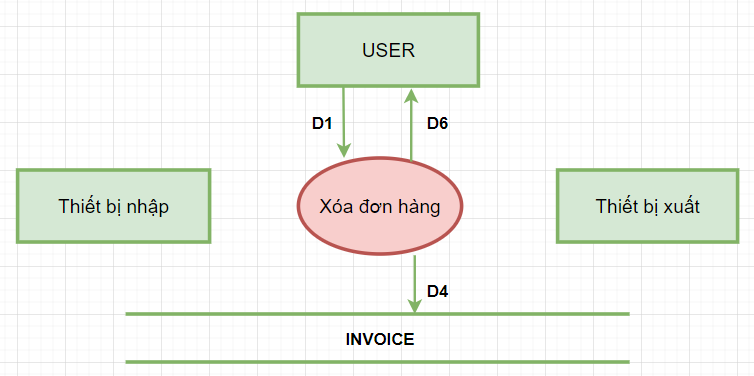 USER
D1
D6
Thiết bị nhập
Xóa đơn hàng
Thiết bị xuất
D4
INVOICE